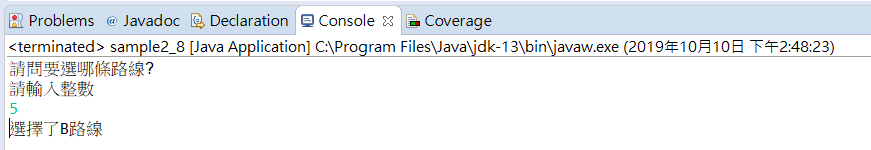 Problems @ Javadoc Declaration Console Coverage
<terminated> sample2_8 [Java Application] C:\Program Files\Java\jdk-13\bin\javaw.exe (2019年10月10日 下午2:48:23)
請問要選哪條路線?
請輸入整數
5
選擇了B路線